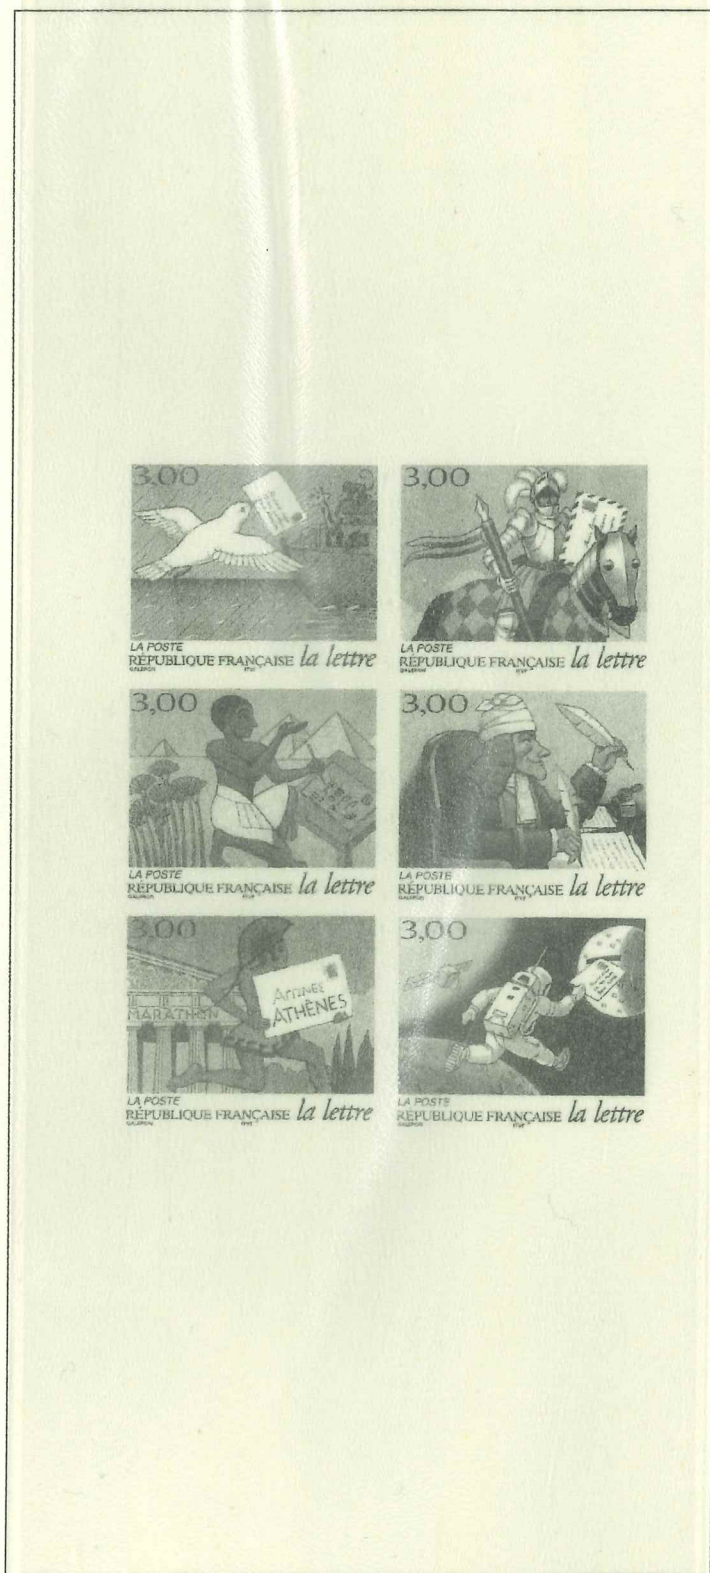 3,00
LA POSTE
RÉPUBLIQUE FRANÇAISE la lettre
3,00
LA POSTE
RÉPUBLIQUE FRANÇAISE la lettre
3,00
LA POSTE
RÉPUBLIQUE FRANÇAISE la lettre
3,00
LA POSTE
RÉPUBLIQUE FRANÇAISE la lettre
3,00
MARATHON
ATHÈNES
LA POSTE
RÉPUBLIQUE FRANÇAISE la lettre
3,00
LA POSTE
RÉPUBLIQUE FRANÇAISE la lettre